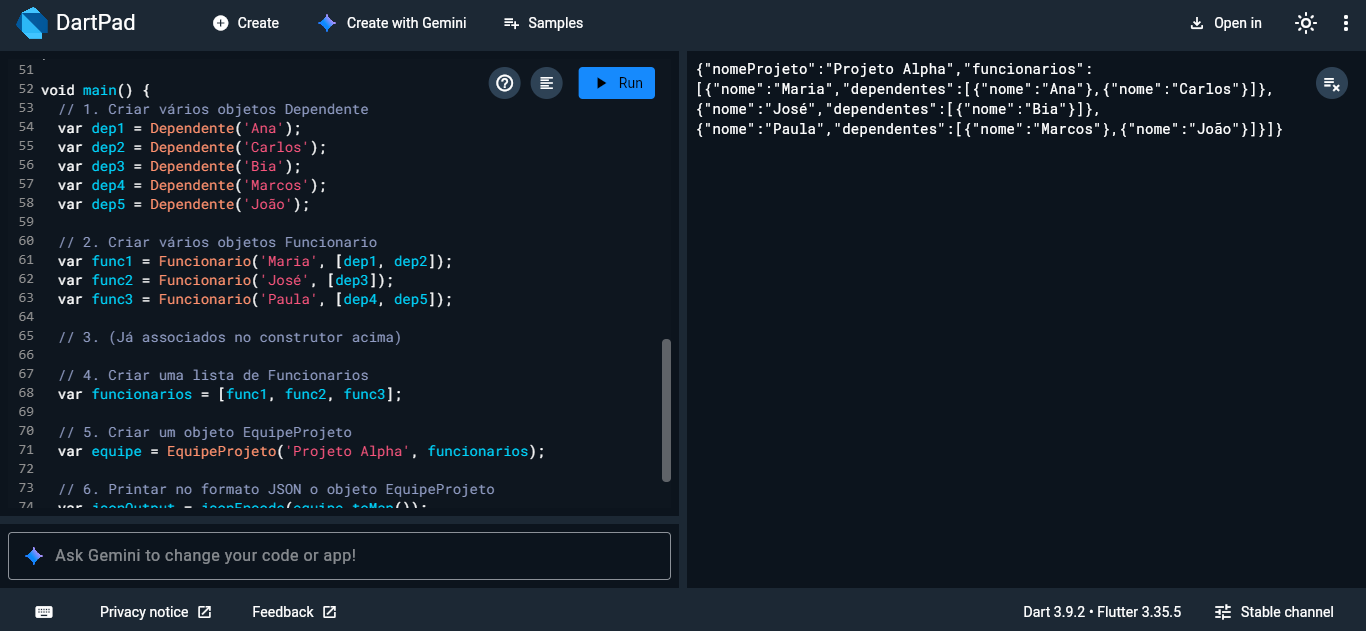 DartPad
Create
Create with Gemini
Samples
Open in
51
52 void main() {
53 // 1. Criar vários objetos Dependente
54 var dep1 = Dependente('Ana');
55 var dep2 = Dependente('Carlos');
56 var dep3 = Dependente('Bia');
57 var dep4 = Dependente('Marcos');
58 var dep5 = Dependente('João');
59
60 // 2. Criar vários objetos Funcionario
61 var func1 = Funcionario('Maria', [dep1, dep2]);
62 var func2 = Funcionario('José', [dep3]);
63 var func3 = Funcionario('Paula', [dep4, dep5]);
64
65 // 3. (Já associados no construtor acima)
66
67 // 4. Criar uma lista de Funcionarios
68 var funcionarios = [func1, func2, func3];
69
70 // 5. Criar um objeto EquipeProjeto
71 var equipe = EquipeProjeto('Projeto Alpha', funcionarios);
72
73 // 6. Printar no formato JSON o objeto EquipeProjeto
74 var jsonOutput = jsonEncode(equipe.toMap());
Run
{"nomeProjeto":"Projeto Alpha","funcionarios":
[{"nome":"Maria","dependentes":[{"nome":"Ana"},{"nome":"Carlos"}]},
{"nome":"José","dependentes":[{"nome":"Bia"}]},
{"nome":"Paula","dependentes":[{"nome":"Marcos"},{"nome":"João"}]}]}
Ask Gemini to change your code or app!
Privacy notice
Feedback
Dart 3.9.2 • Flutter 3.35.5
Stable channel